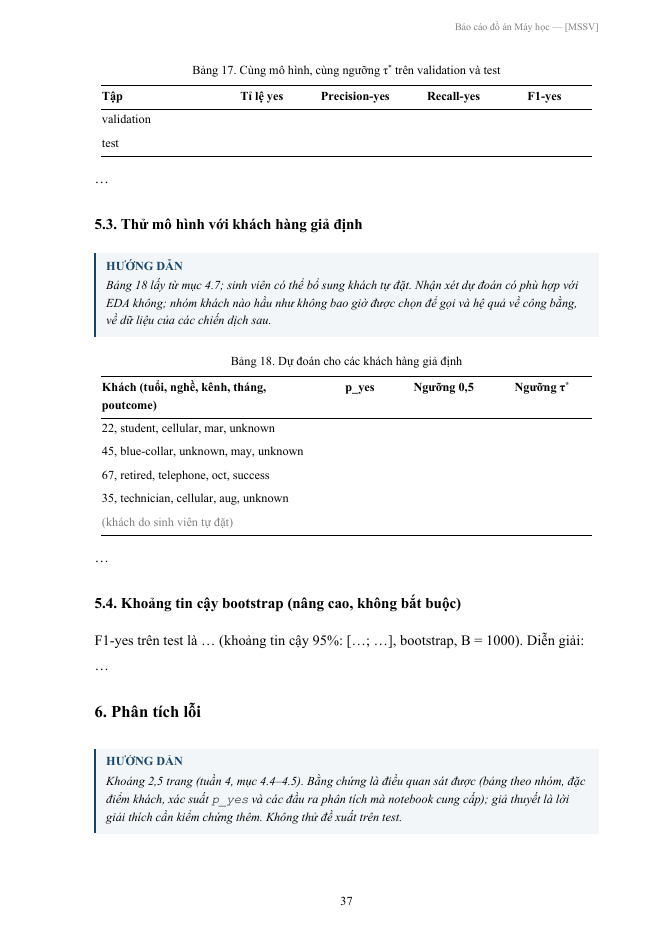 Báo cáo đồ án Máy học — [MSSV]
Bảng 17. Cùng mô hình, cùng ngưỡng τ* trên validation và test
Tập Tỉ lệ yes Precision-yes Recall-yes F1-yes
validation
test
…
5.3. Thử mô hình với khách hàng giả định
HƯỚNG DẪN
Bảng 18 lấy từ mục 4.7; sinh viên có thể bổ sung khách tự đặt. Nhận xét dự đoán có phù hợp với
EDA không; nhóm khách nào hầu như không bao giờ được chọn để gọi và hệ quả về công bằng,
về dữ liệu của các chiến dịch sau.
Bảng 18. Dự đoán cho các khách hàng giả định
Khách (tuổi, nghề, kênh, tháng, p_yes Ngưỡng 0,5 Ngưỡng τ*
poutcome)
22, student, cellular, mar, unknown
45, blue-collar, unknown, may, unknown
67, retired, telephone, oct, success
35, technician, cellular, aug, unknown
(khách do sinh viên tự đặt)
…
5.4. Khoảng tin cậy bootstrap (nâng cao, không bắt buộc)
F1-yes trên test là … (khoảng tin cậy 95%: […; …], bootstrap, B = 1000). Diễn giải:
…
6. Phân tích lỗi
HƯỚNG DẪN
Khoảng 2,5 trang (tuần 4, mục 4.4–4.5). Bằng chứng là điều quan sát được (bảng theo nhóm, đặc
điểm khách, xác suất p_yes và các đầu ra phân tích mà notebook cung cấp); giả thuyết là lời
giải thích cần kiểm chứng thêm. Không thử đề xuất trên test.
37